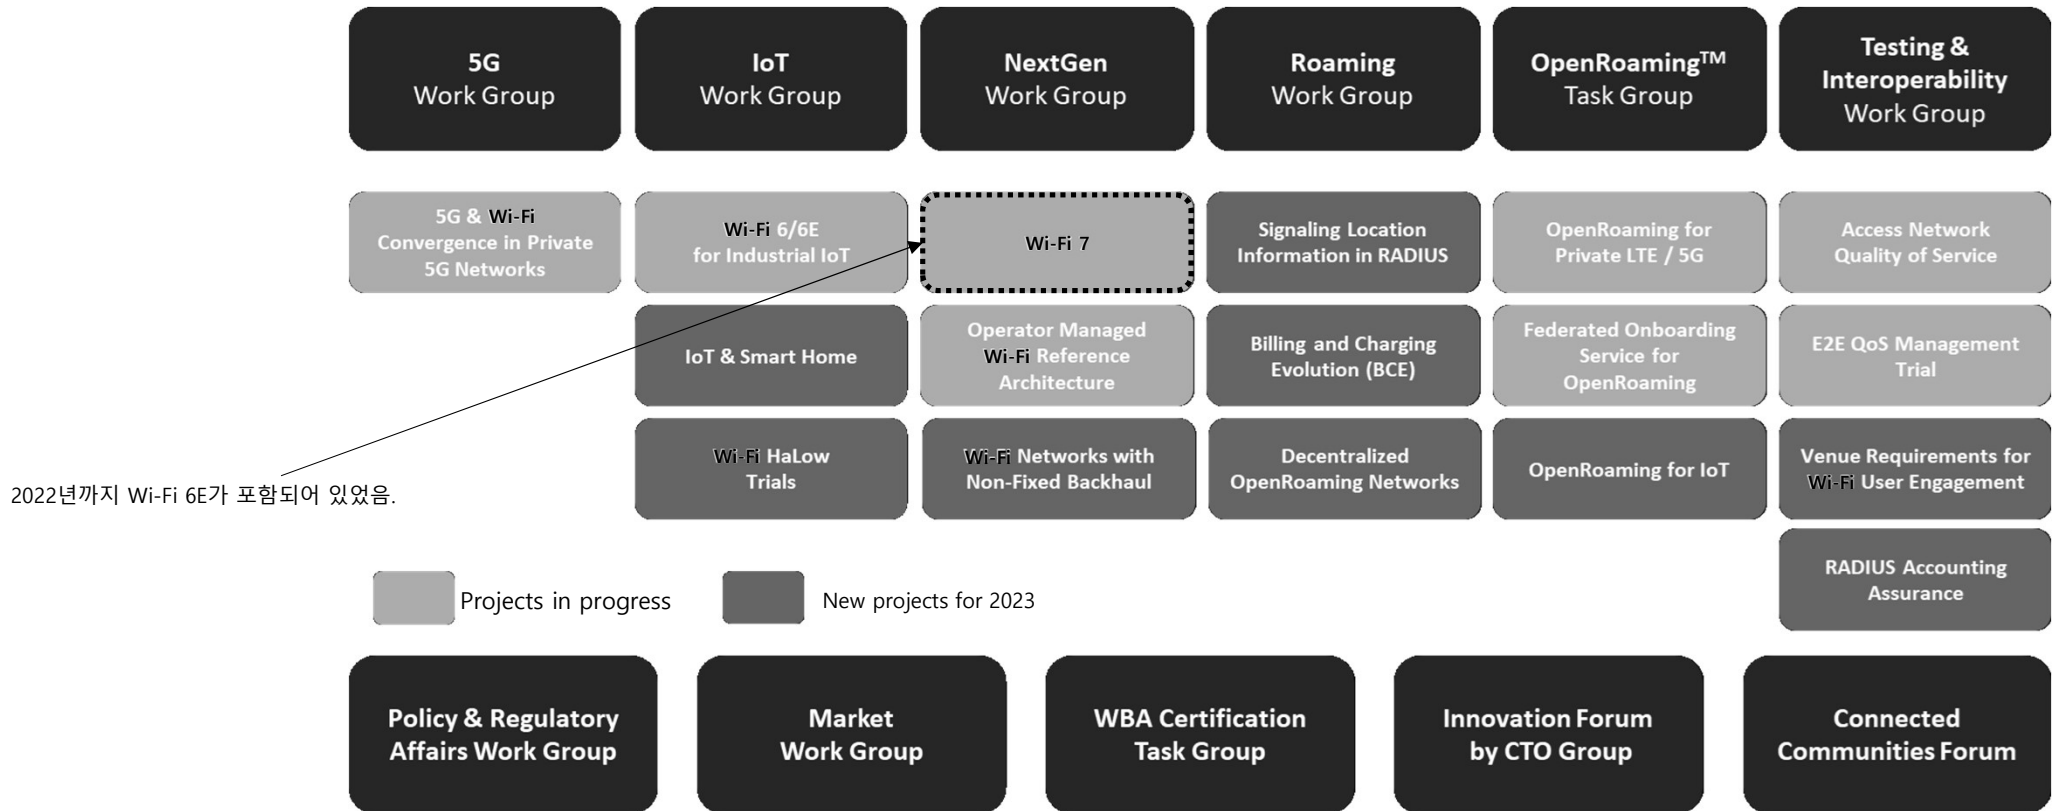 5G
Work Group
IoT
Work Group
NextGen
Work Group
Roaming
Work Group
OpenRoaming™
Task Group
Testing &
Interoperability
Work Group
5G & Wi-Fi
Convergence in Private
5G Networks
Wi-Fi 6/6E
for Industrial IoT
Wi-Fi 7
Signaling Location
Information in RADIUS
OpenRoaming for
Private LTE / 5G
Access Network
Quality of Service
IoT & Smart Home
Operator Managed
Wi-Fi Reference
Architecture
Billing and Charging
Evolution (BCE)
Federated Onboarding
Service for
OpenRoaming
E2E QoS Management
Trial
2022년까지 Wi-Fi 6E가 포함되어 있었음.
Wi-Fi HaLow
Trials
Wi-Fi Networks with
Non-Fixed Backhaul
Decentralized
OpenRoaming Networks
OpenRoaming for IoT
Venue Requirements for
Wi-Fi User Engagement
RADIUS Accounting
Assurance
Projects in progress
New projects for 2023
Policy & Regulatory
Affairs Work Group
Market
Work Group
WBA Certification
Task Group
Innovation Forum
by CTO Group
Connected
Communities Forum